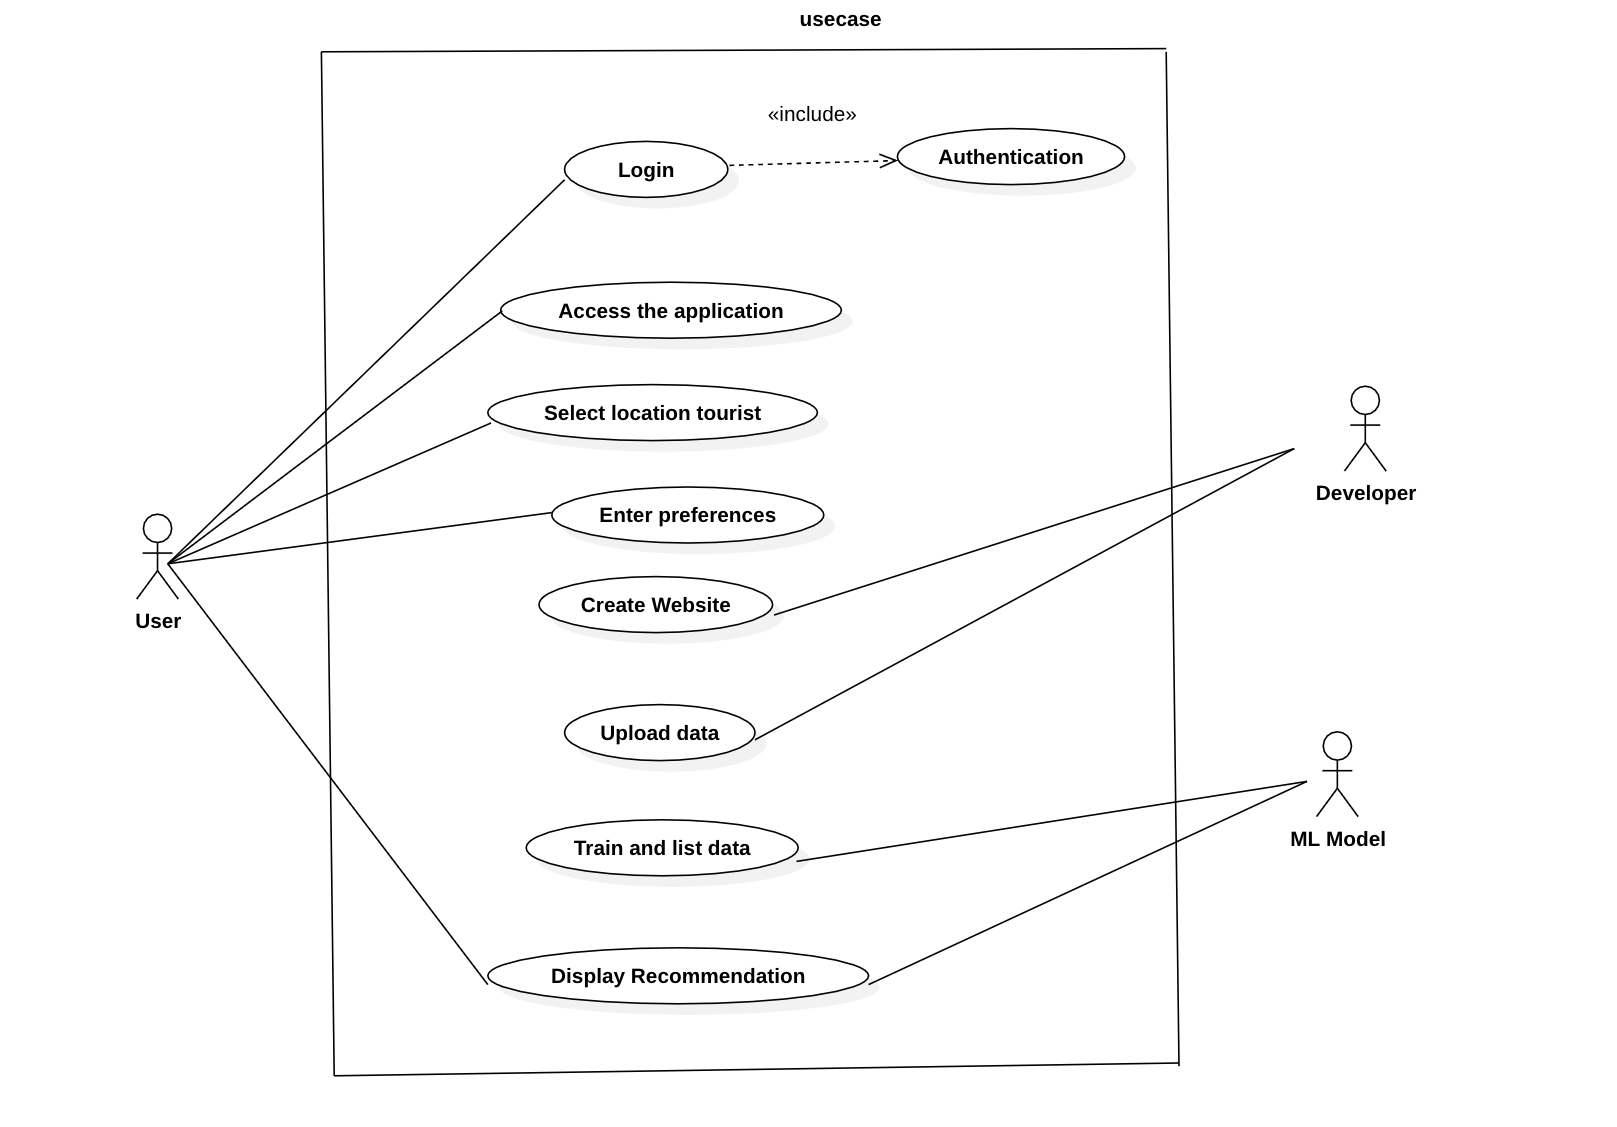 usecase
«include»
Login
Authentication
Access the application
Select location tourist
Developer
Enter preferences
Create Website
User
Upload data
ML Model
Train and list data
Display Recommendation